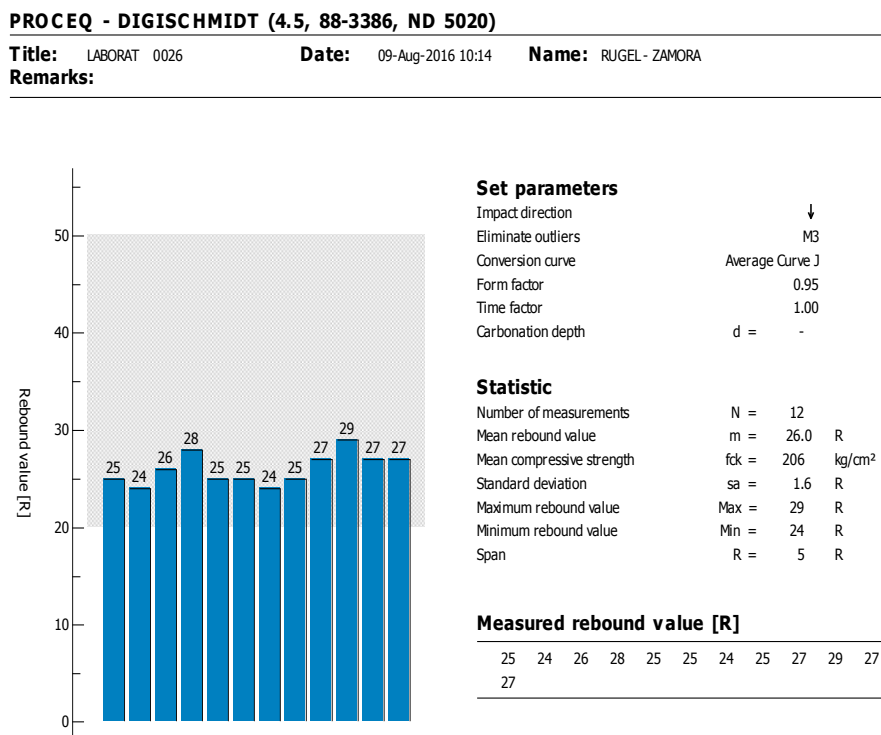 PROCEQ - DIGISCHMIDT (4.5, 88-3386, ND 5020)
Title: LABORAT 0026 Date: 09-Aug-2016 10:14 Name: RUGEL- ZAMORA
Remarks:
Rebound value [R]
50
40
30
20
10
0
25 24 26 28 25 25 24 25 27 29 27 27
Set parameters
Impact direction ↓
Eliminate outliers M3
Conversion curve Average Curve J
Form factor 0.95
Time factor 1.00
Carbonation depth d = -
Statistic
Number of measurements N = 12
Mean rebound value m = 26.0 R
Mean compressive strength fck = 206 kg/cm²
Standard deviation sa = 1.6 R
Maximum rebound value Max = 29 R
Minimum rebound value Min = 24 R
Span R = 5 R
Measured rebound value [R]
25 24 26 28 25 25 24 25 27 29 27
27